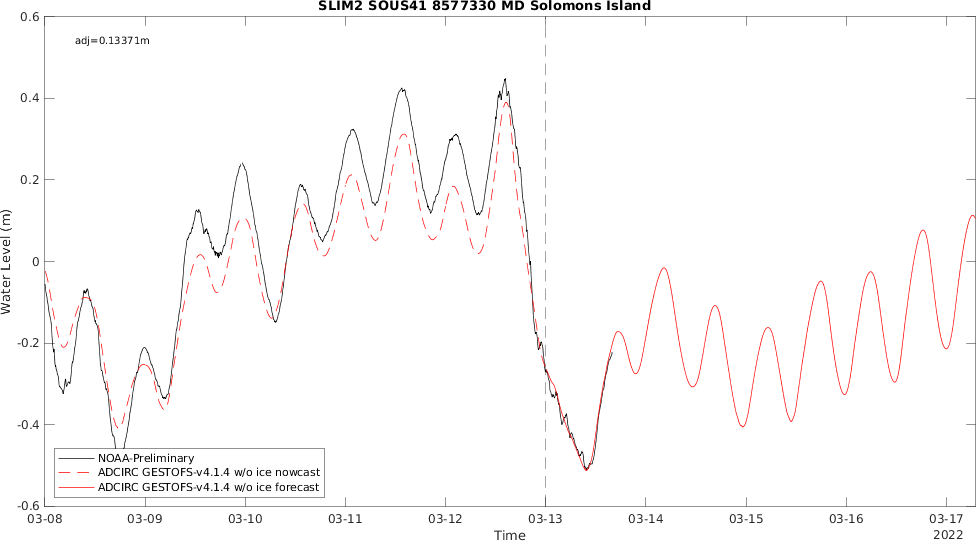 SLIM2 SOUS41 8577330 MD Solomons Island
adj=0.13371m
0.6
0.4
0.2
0
-0.2
-0.4
-0.6
Water Level (m)
NOAA-Preliminary
ADCIRC GESTOFS-v4.1.4 w/o ice nowcast
ADCIRC GESTOFS-v4.1.4 w/o ice forecast
03-08 03-09 03-10 03-11 03-12 03-13 03-14 03-15 03-16 03-17
Time
2022